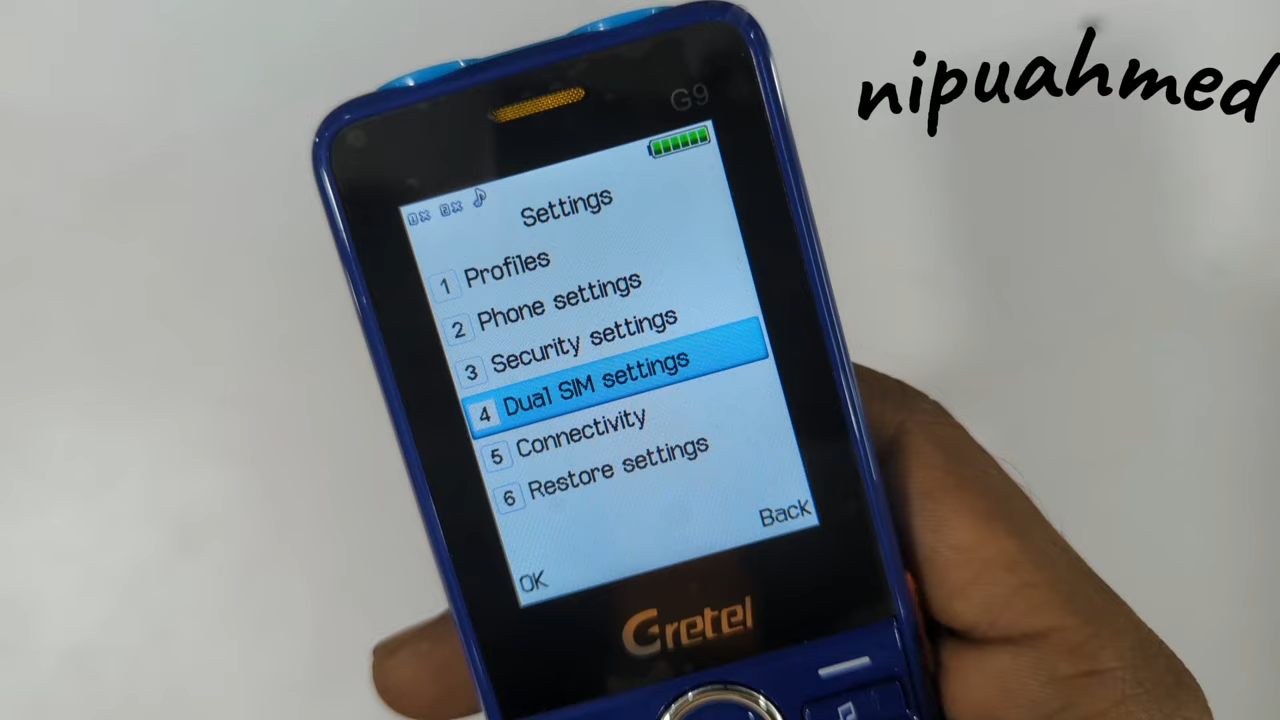 nipuahmed
G9
Settings
1 Profiles
2 Phone settings
3 Security settings
4 Dual SIM settings
5 Connectivity
6 Restore settings
OK Back
Gretel